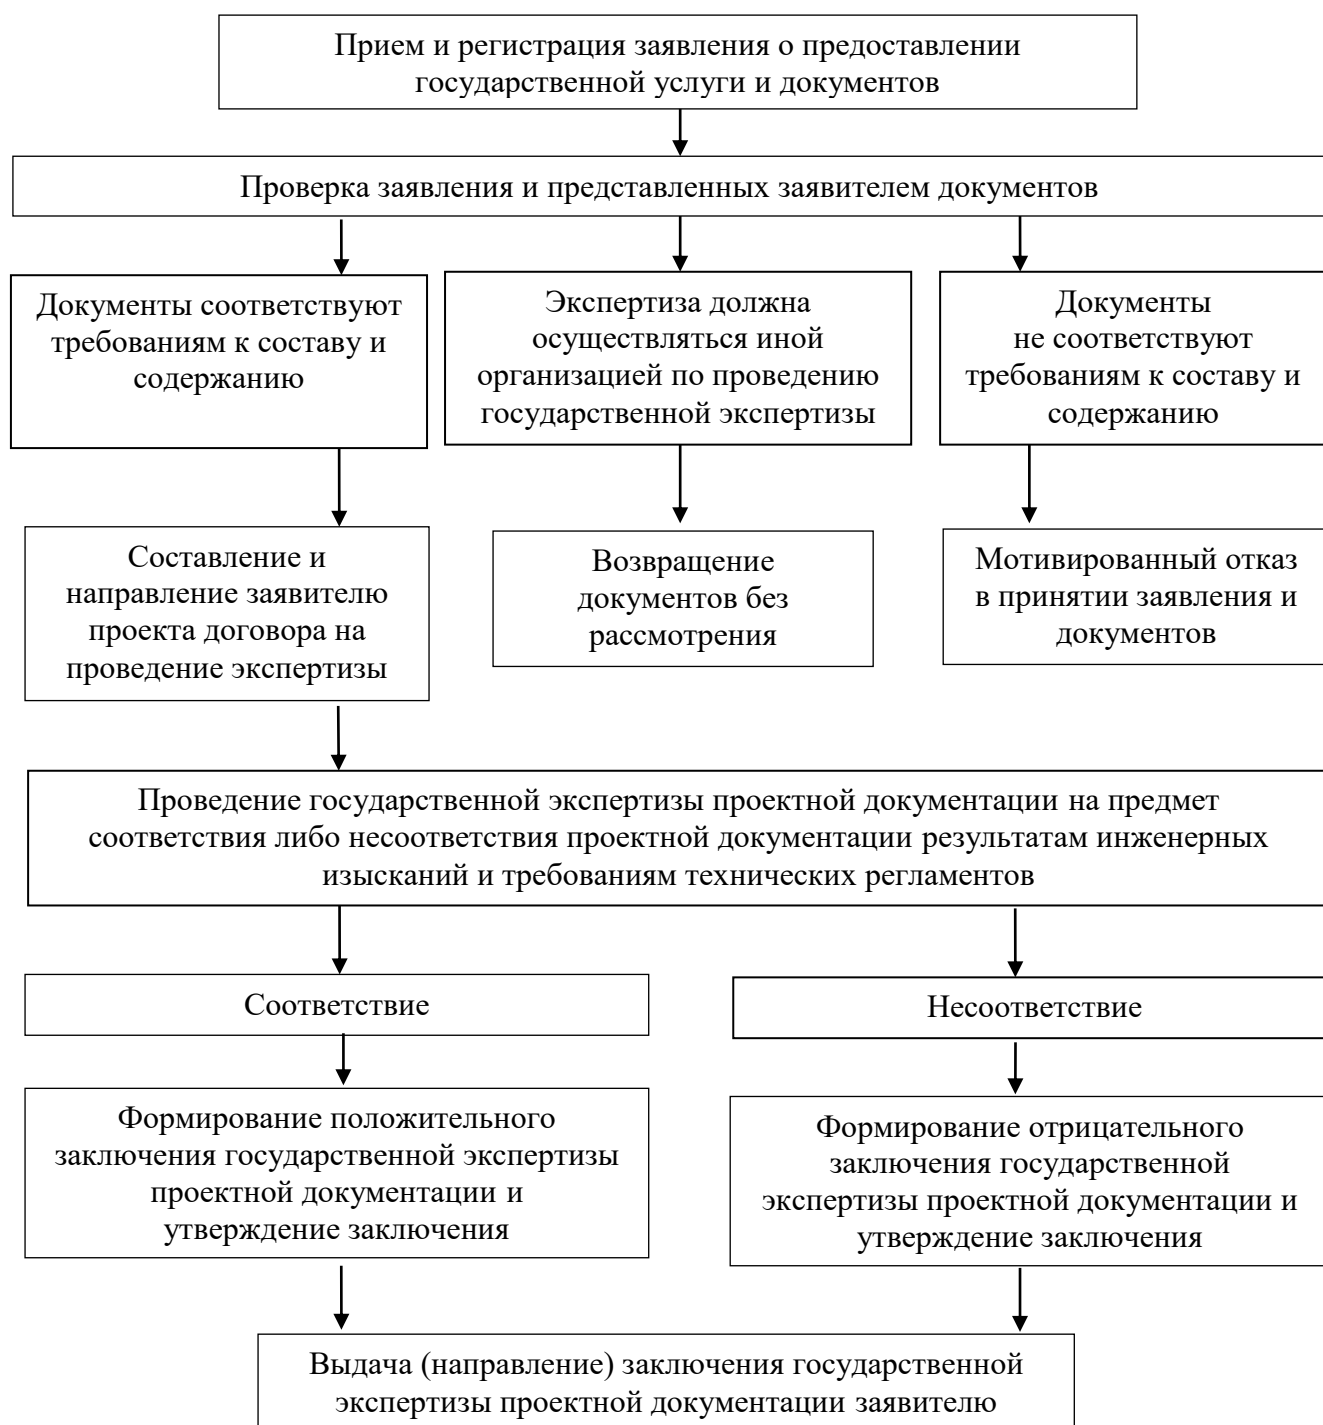 Прием и регистрация заявления о предоставлении
государственной услуги и документов
Проверка заявления и представленных заявителем документов
Документы соответствуют
требованиям к составу и
содержанию
Экспертиза должна
осуществляться иной
организацией по проведению
государственной экспертизы
Документы
не соответствуют
требованиям к составу и
содержанию
Составление и
направление заявителю
проекта договора на
проведение экспертизы
Возвращение
документов без
рассмотрения
Мотивированный отказ
в принятии заявления и
документов
Проведение государственной экспертизы проектной документации на предмет
соответствия либо несоответствия проектной документации результатам инженерных
изысканий и требованиям технических регламентов
Соответствие
Несоответствие
Формирование положительного
заключения государственной экспертизы
проектной документации и
утверждение заключения
Формирование отрицательного
заключения государственной
экспертизы проектной документации и
утверждение заключения
Выдача (направление) заключения государственной
экспертизы проектной документации заявителю